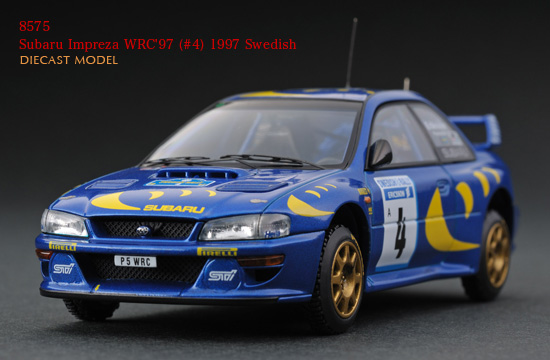 8575
Subaru Impreza WRC'97 (#4) 1997 Swedish
DIECAST MODEL
SUBARU
PIRELLI
PIRELLI
P5 WRC
STi
STi
A
4